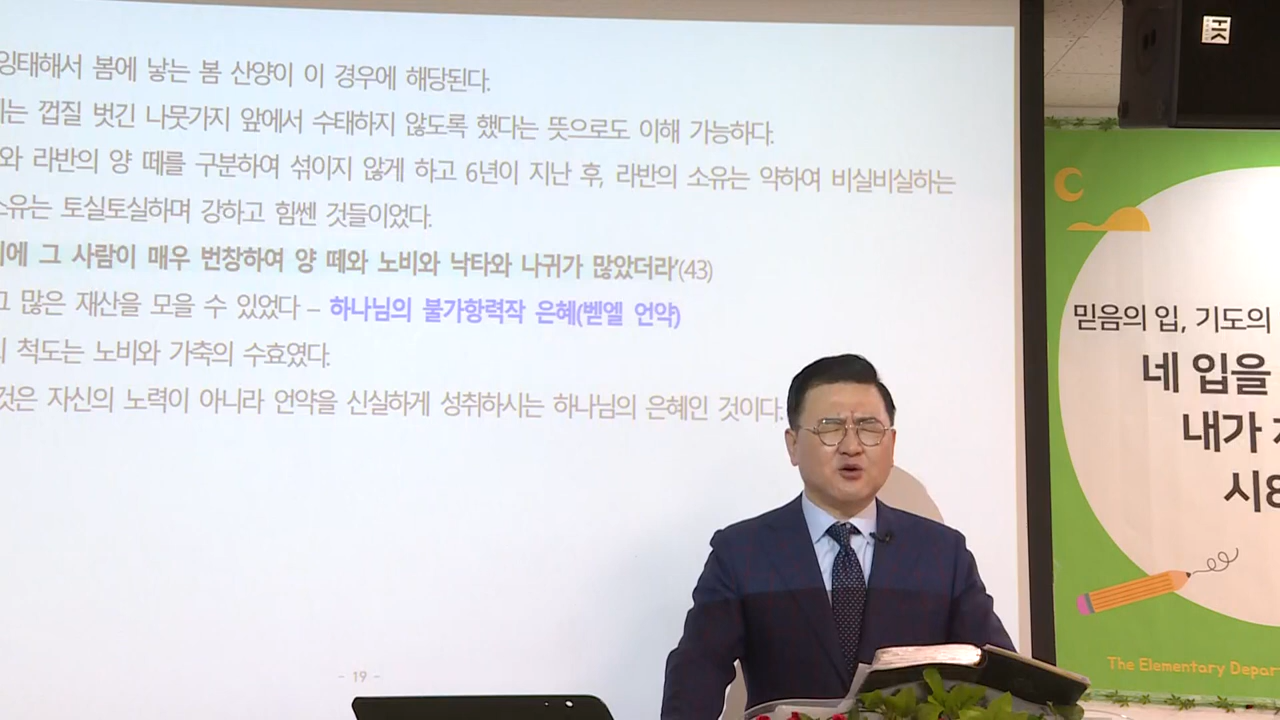 잉태해서 봄에 낳는 봄 산양이 이 경우에 해당된다.
는 껍질 벗긴 나뭇가지 앞에서 수태하지 않도록 했다는 뜻으로도 이해 가능하다.
와 라반의 양 떼를 구분하여 섞이지 않게 하고 6년이 지난 후, 라반의 소유는 약하여 비실비실하는
소유는 토실토실하며 강하고 힘쎈 것들이었다.
에 그 사람이 매우 번창하여 양 떼와 노비와 낙타와 나귀가 많았더라'(43)
그 많은 재산을 모을 수 있었다 – 하나님의 불가항력작 은혜(벧엘 언약)
의 척도는 노비와 가축의 수효였다.
것은 자신의 노력이 아니라 언약을 신실하게 성취하시는 하나님의 은혜인 것이다.
- 19 -
HK
믿음의 입, 기도의
네 입을
내가
시8
The Elementary Depar